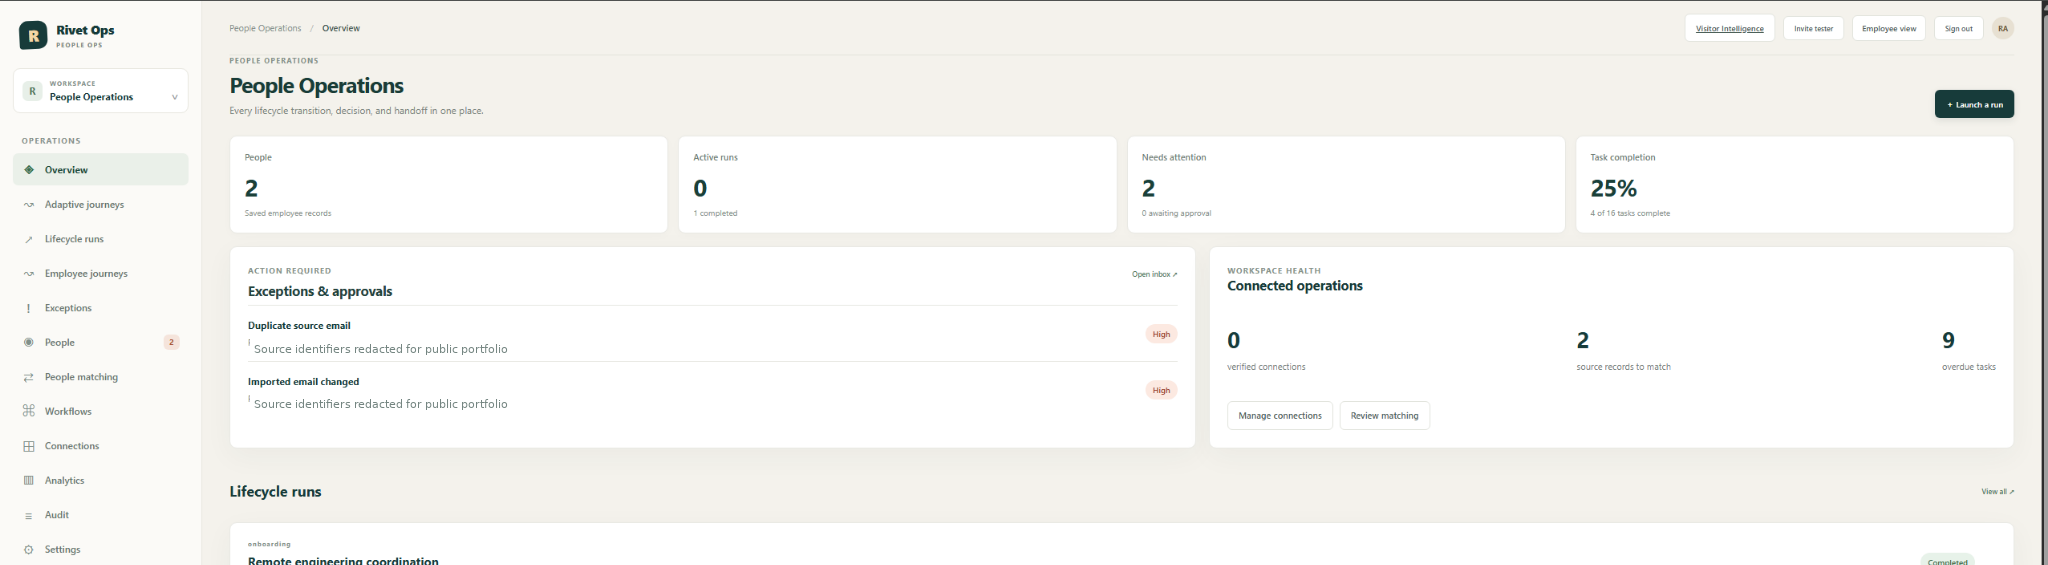 R
Rivet Ops
PEOPLE OPS
R
WORKSPACE
People Operations
OPERATIONS
Overview
Adaptive journeys
Lifecycle runs
Employee journeys
Exceptions
People
2
People matching
Workflows
Connections
Analytics
Audit
Settings
People Operations / Overview
Visitor Intelligence
Invite tester
Employee view
Sign out
RA
PEOPLE OPERATIONS
People Operations
Every lifecycle transition, decision, and handoff in one place.
+ Launch a run
People
2
Saved employee records
Active runs
0
1 completed
Needs attention
2
0 awaiting approval
Task completion
25%
4 of 16 tasks complete
ACTION REQUIRED
Exceptions & approvals
Open inbox ↗
Duplicate source email
Source identifiers redacted for public portfolio
High
Imported email changed
Source identifiers redacted for public portfolio
High
WORKSPACE HEALTH
Connected operations
0
verified connections
2
source records to match
9
overdue tasks
Manage connections
Review matching
Lifecycle runs
View all ↗
onboarding
Remote engineering coordination
Completed